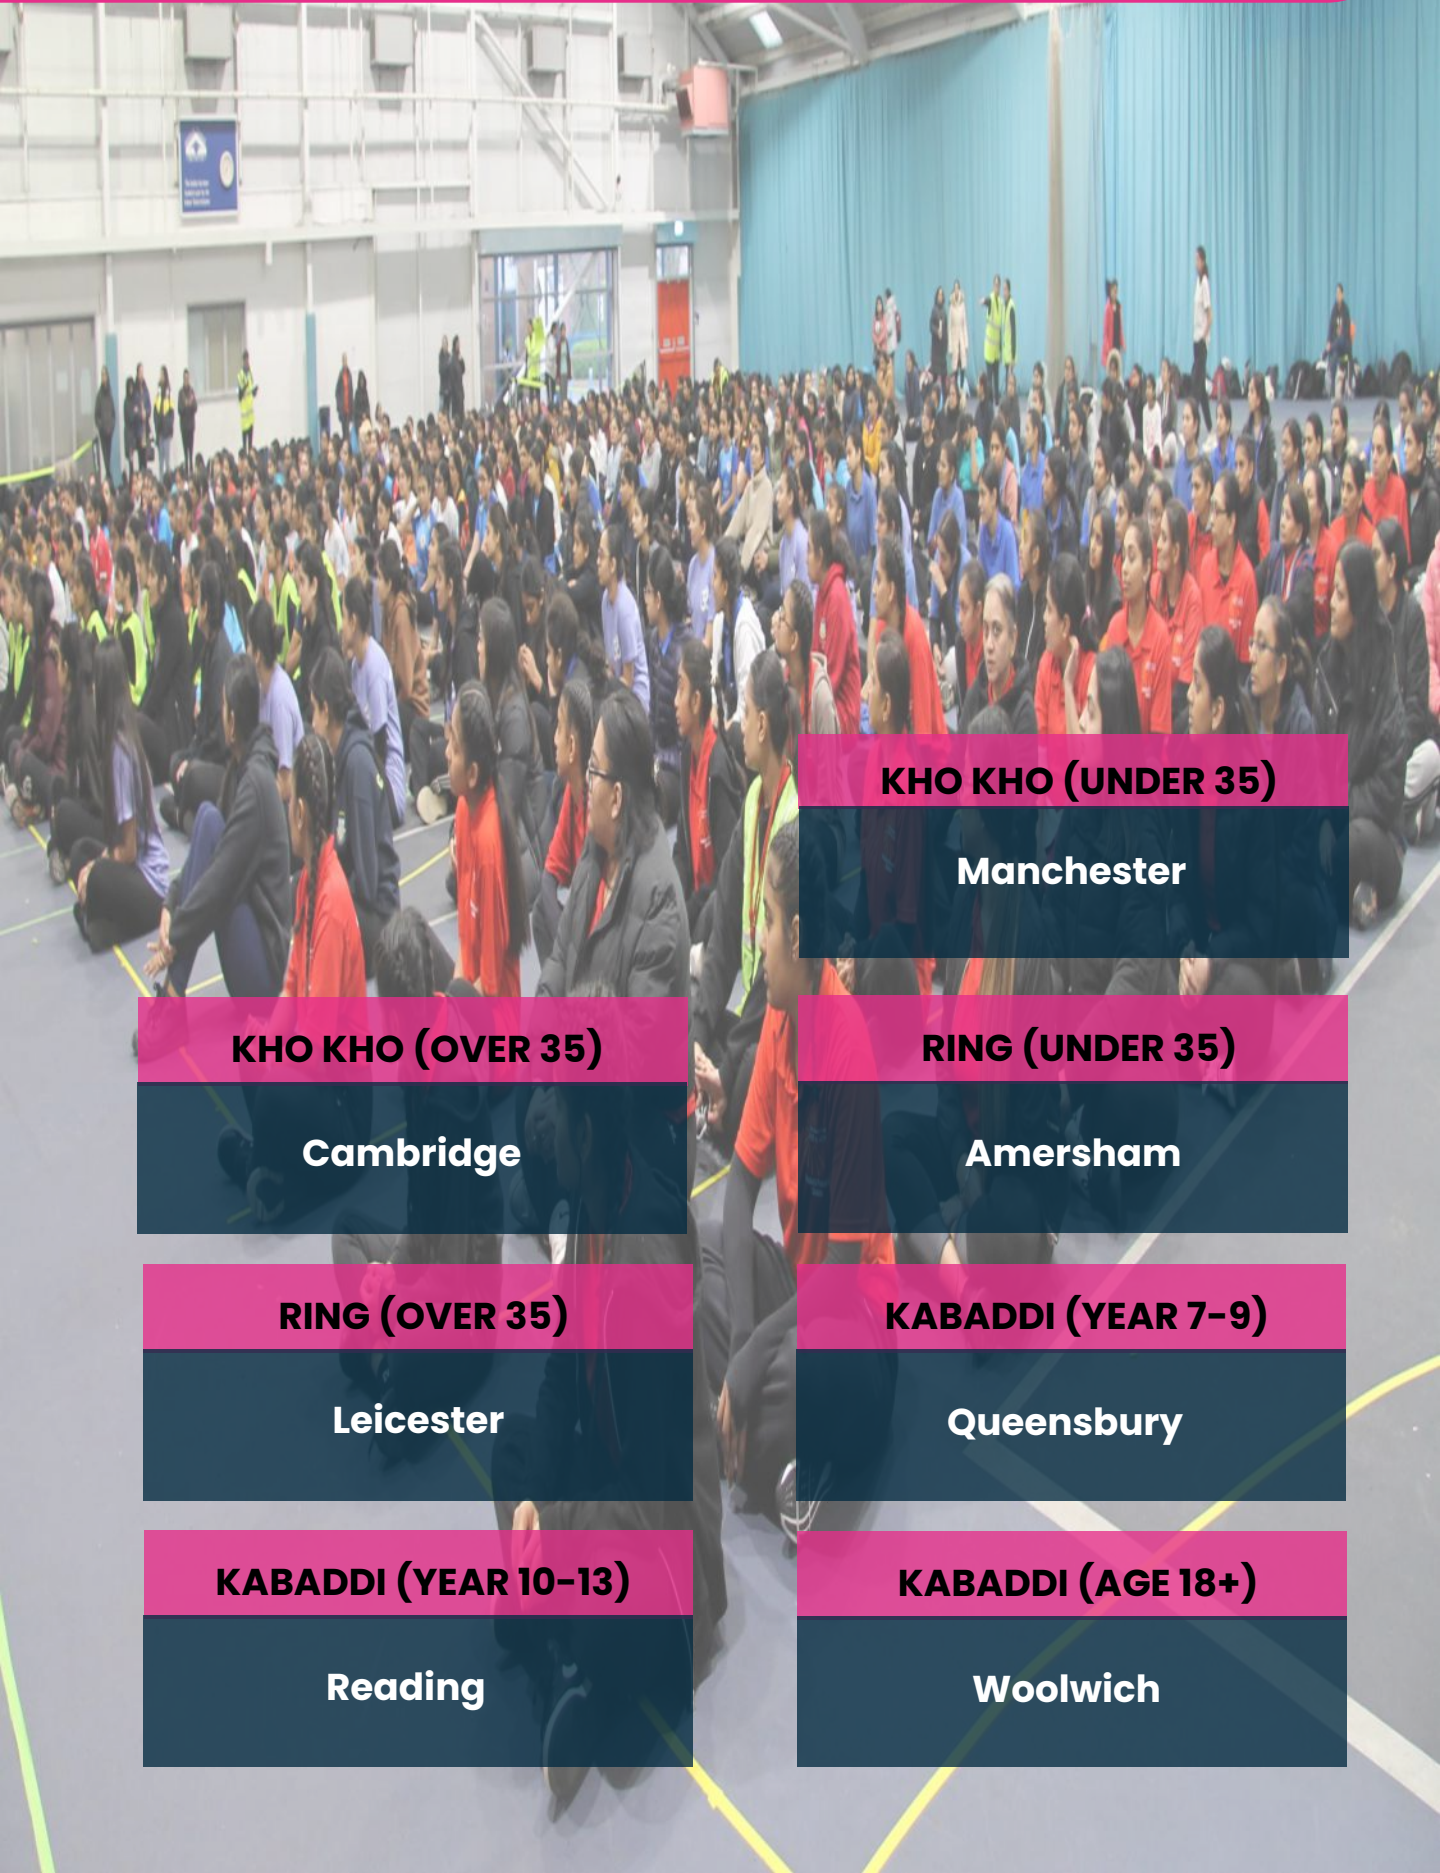 KHO KHO (UNDER 35)
Manchester
KHO KHO (OVER 35)
Cambridge
RING (UNDER 35)
Amersham
RING (OVER 35)
Leicester
KABADDI (YEAR 7-9)
Queensbury
KABADDI (YEAR 10-13)
Reading
KABADDI (AGE 18+)
Woolwich